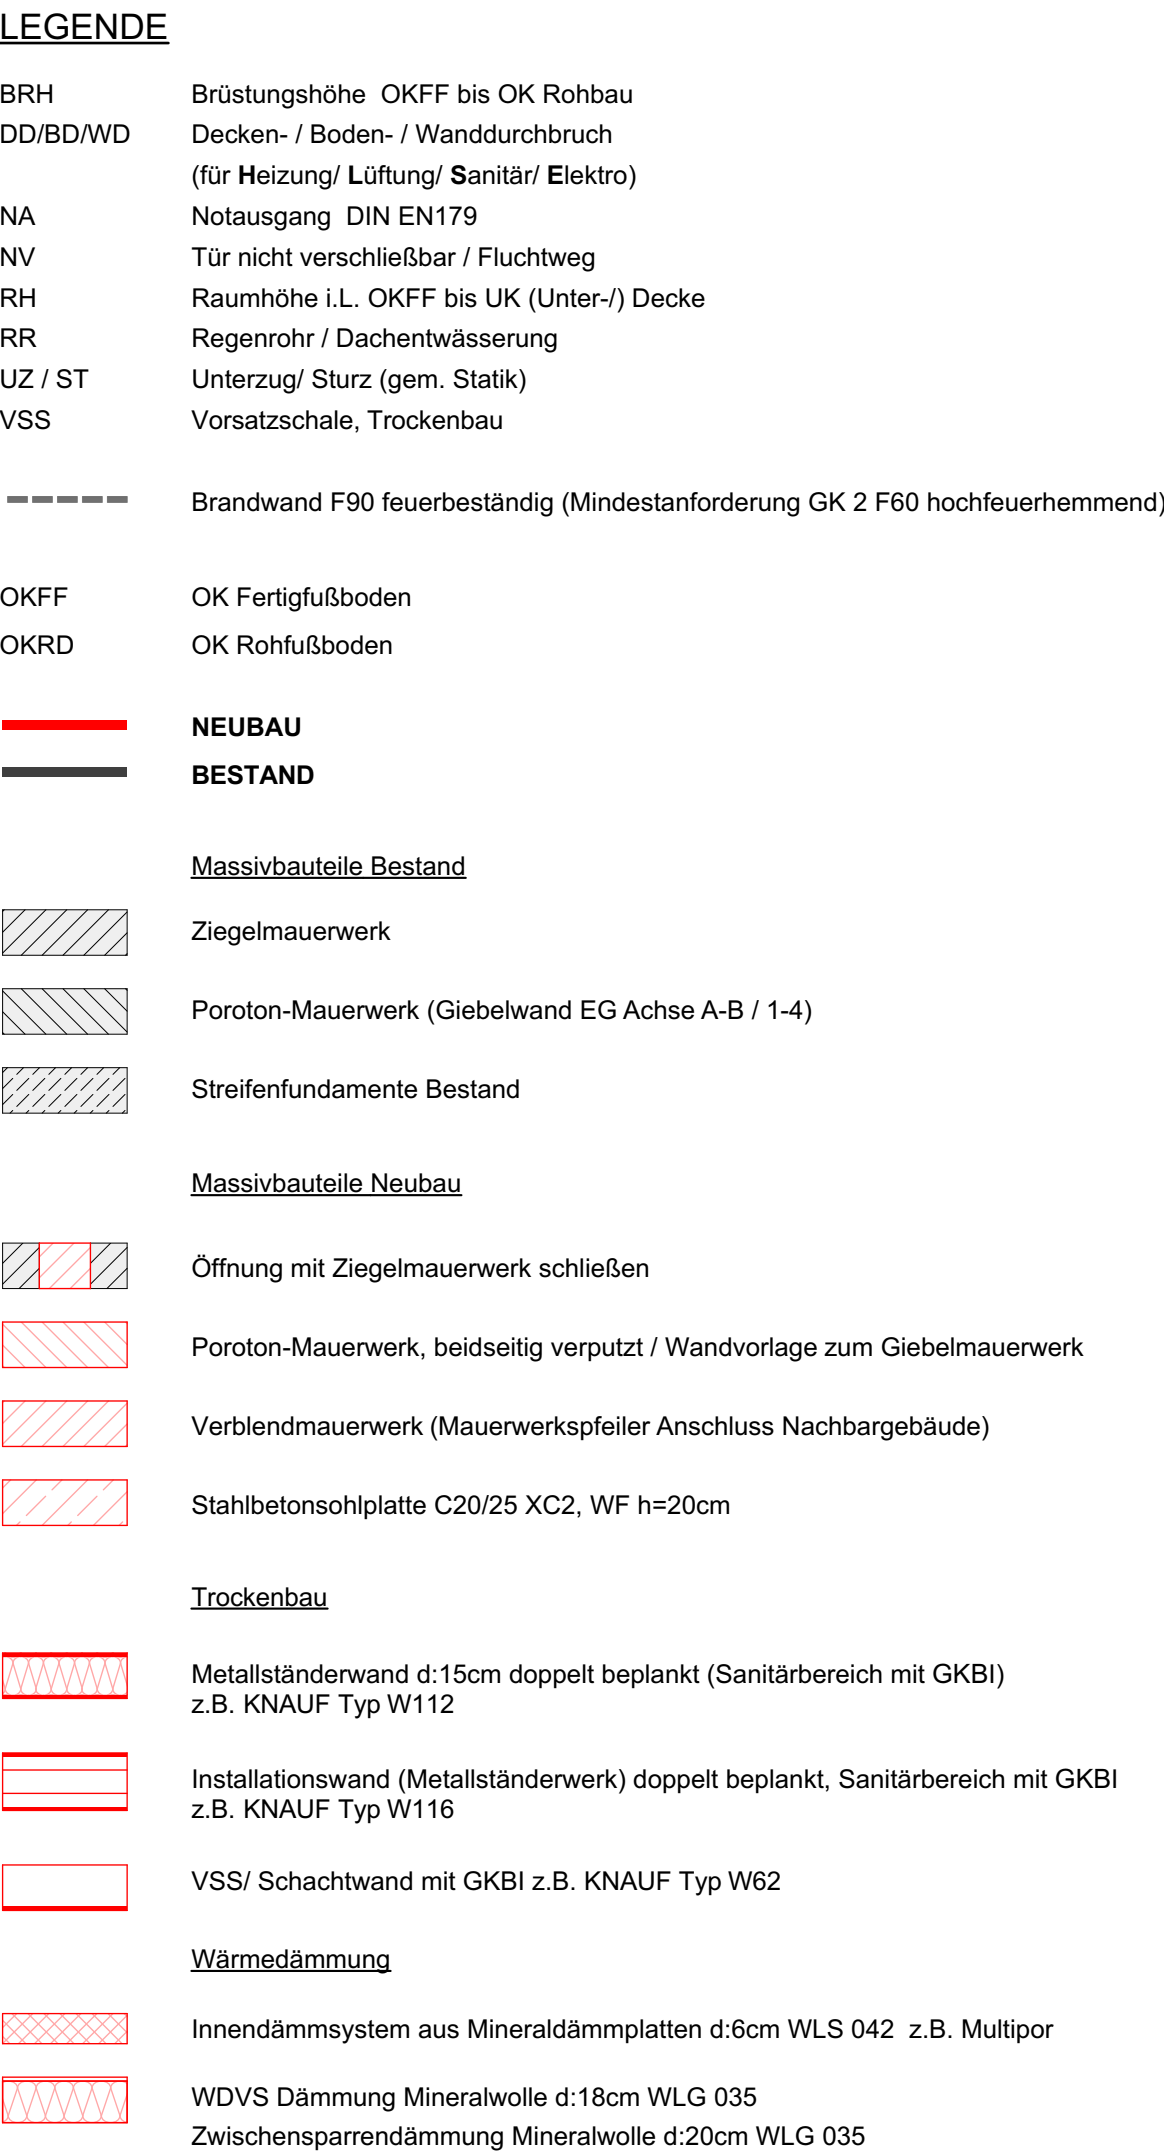 LEGENDE
BRH Brüstungshöhe OKFF bis OK Rohbau
DD/BD/WD Decken- / Boden- / Wanddurchbruch
(für Heizung/ Lüftung/ Sanitär/ Elektro)
NA Notausgang DIN EN179
NV Tür nicht verschließbar / Fluchtweg
RH Raumhöhe i.L. OKFF bis UK (Unter-/) Decke
RR Regenrohr / Dachentwässerung
UZ / ST Unterzug/ Sturz (gem. Statik)
VSS Vorsatzschale, Trockenbau
Brandwand F90 feuerbeständig (Mindestanforderung GK 2 F60 hochfeuerhemmend)
OKFF OK Fertigfußboden
OKRD OK Rohfußboden
NEUBAU
BESTAND
Massivbauteile Bestand
Ziegelmauerwerk
Poroton-Mauerwerk (Giebelwand EG Achse A-B / 1-4)
Streifenfundamente Bestand
Massivbauteile Neubau
Öffnung mit Ziegelmauerwerk schließen
Poroton-Mauerwerk, beidseitig verputzt / Wandvorlage zum Giebelmauerwerk
Verblendmauerwerk (Mauerwerkspfeiler Anschluss Nachbargebäude)
Stahlbetonsohlplatte C20/25 XC2, WF h=20cm
Trockenbau
Metallständerwand d:15cm doppelt beplankt (Sanitärbereich mit GKBI)
z.B. KNAUF Typ W112
Installationswand (Metallständerwerk) doppelt beplankt, Sanitärbereich mit GKBI
z.B. KNAUF Typ W116
VSS/ Schachtwand mit GKBI z.B. KNAUF Typ W62
Wärmedämmung
Innendämmsystem aus Mineraldämmplatten d:6cm WLS 042 z.B. Multipor
WDVS Dämmung Mineralwolle d:18cm WLG 035
Zwischensparrendämmung Mineralwolle d:20cm WLG 035